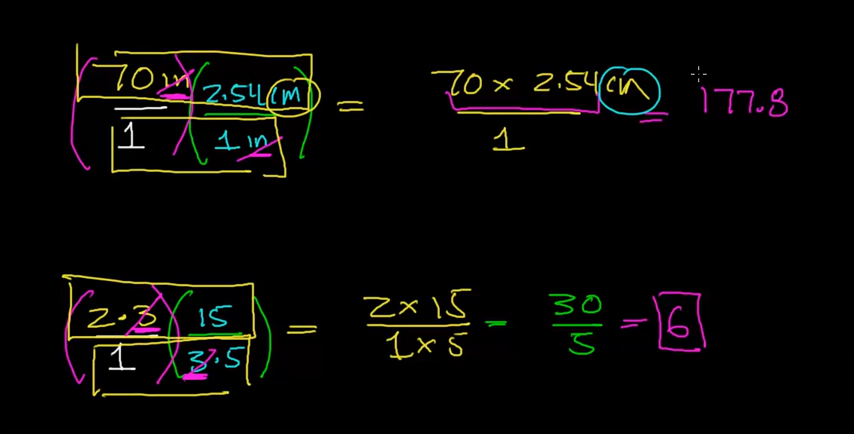 (70 in / 1)(2.54 cm / 1 in) = 70 × 2.54 cm / 1 = 177.8
(2·3 / 1)(15 / 3·5) = 2 × 15 / 1 × 5 = 30 / 5 = 6